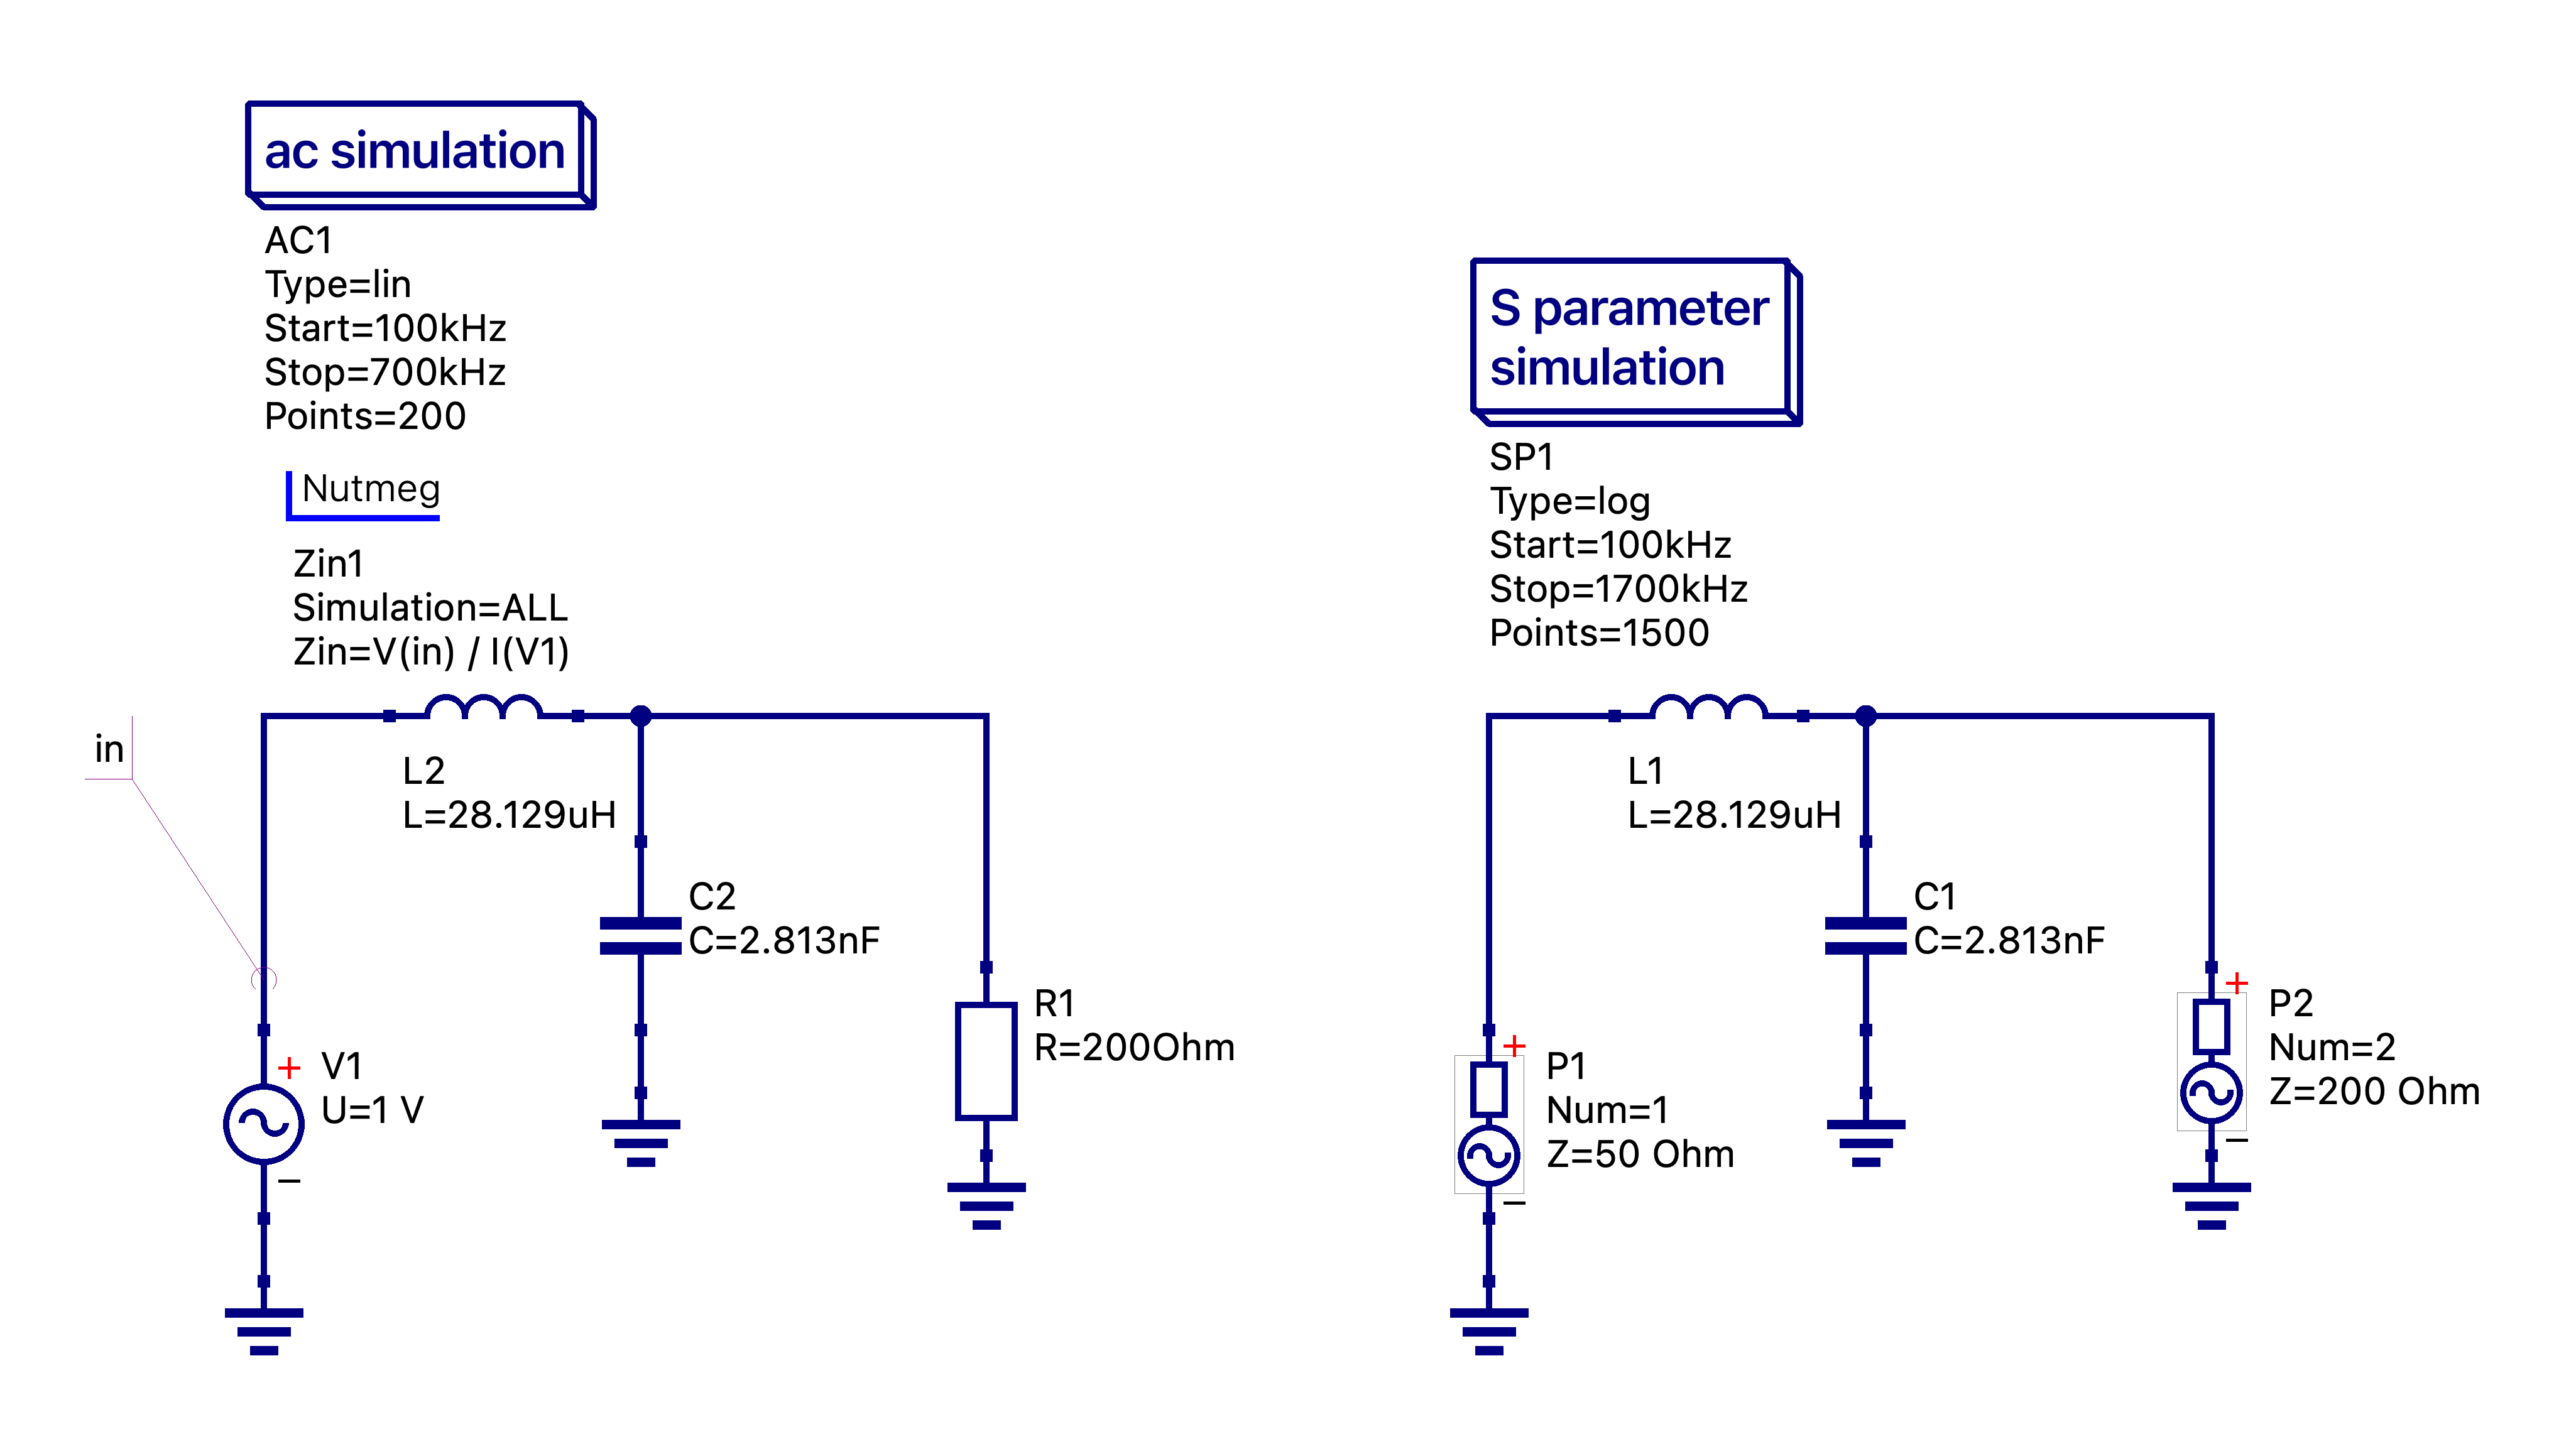 ac simulation
AC1
Type=lin
Start=100kHz
Stop=700kHz
Points=200
Nutmeg
Zin1
Simulation=ALL
Zin=V(in) / I(V1)
in
L2
L=28.129uH
C2
C=2.813nF
R1
R=200Ohm
+
V1
U=1 V
–
S parameter
simulation
SP1
Type=log
Start=100kHz
Stop=1700kHz
Points=1500
L1
L=28.129uH
C1
C=2.813nF
+
P1
Num=1
Z=50 Ohm
–
+
P2
Num=2
Z=200 Ohm
–